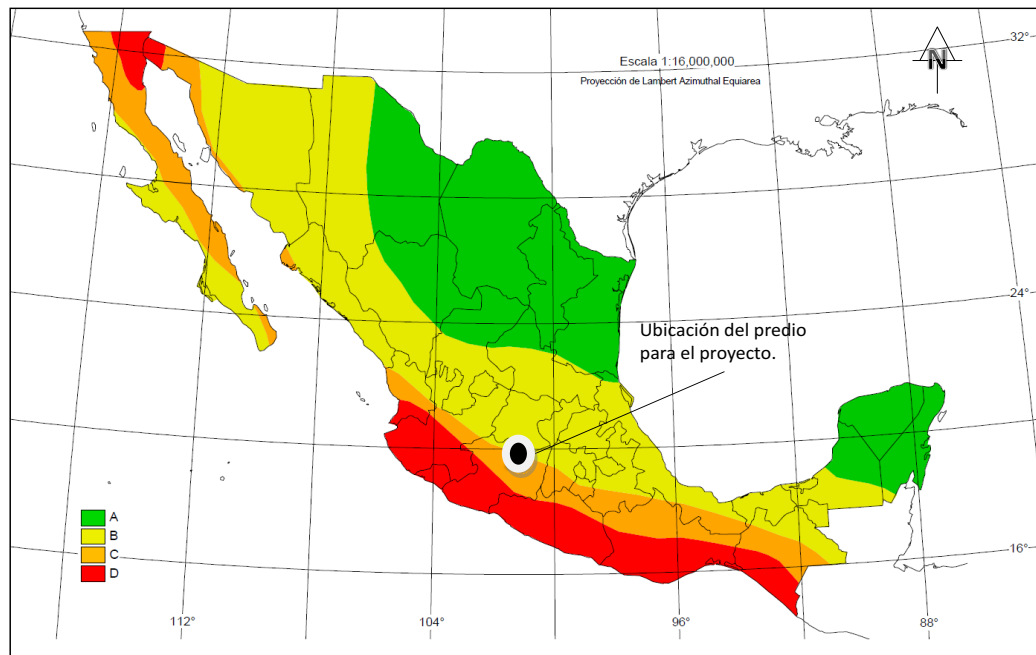 32°
Escala 1:16,000,000
Proyección de Lambert Azimuthal Equiarea
N
24°
Ubicación del predio
para el proyecto.
A
B
C
D
16°
112°
104°
96°
88°